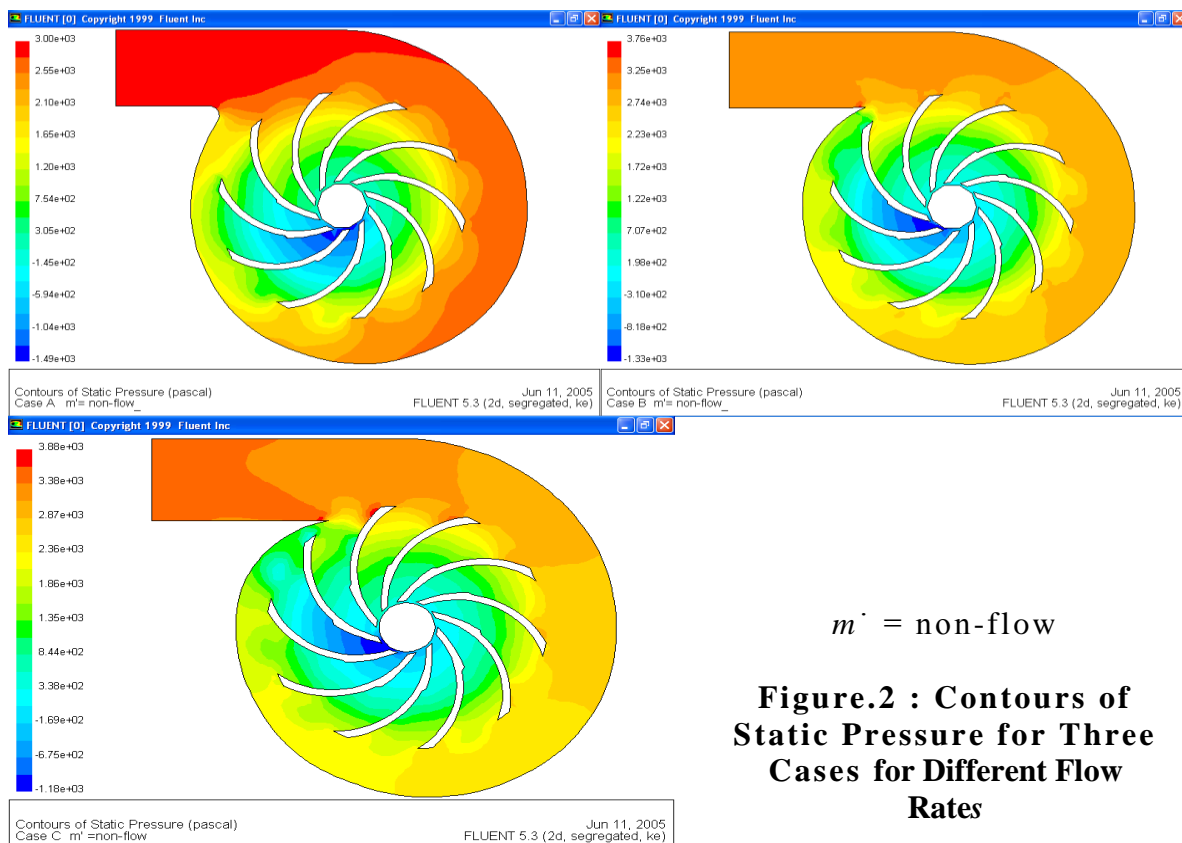 FLUENT [0] Copyright 1999 Fluent Inc
3.00e+03
2.55e+03
2.10e+03
1.65e+03
1.20e+03
7.54e+02
3.05e+02
-1.45e+02
-5.94e+02
-1.04e+03
-1.49e+03
Contours of Static Pressure (pascal)
Case A m'= non-flow_
Jun 11, 2005
FLUENT 5.3 (2d, segregated, ke)
FLUENT [0] Copyright 1999 Fluent Inc
3.76e+03
3.25e+03
2.74e+03
2.23e+03
1.72e+03
1.22e+03
7.07e+02
1.98e+02
-3.10e+02
-8.18e+02
-1.33e+03
Contours of Static Pressure (pascal)
Case B m'= non-flow_
Jun 11, 2005
FLUENT 5.3 (2d, segregated, ke)
FLUENT [0] Copyright 1999 Fluent Inc
3.88e+03
3.38e+03
2.87e+03
2.36e+03
1.86e+03
1.35e+03
8.44e+02
3.38e+02
-1.69e+02
-6.75e+02
-1.18e+03
Contours of Static Pressure (pascal)
Case C m' =non-flow
Jun 11, 2005
FLUENT 5.3 (2d, segregated, ke)
m˙ = non-flow
Figure.2 : Contours of
Static Pressure for Three
Cases for Different Flow
Rates